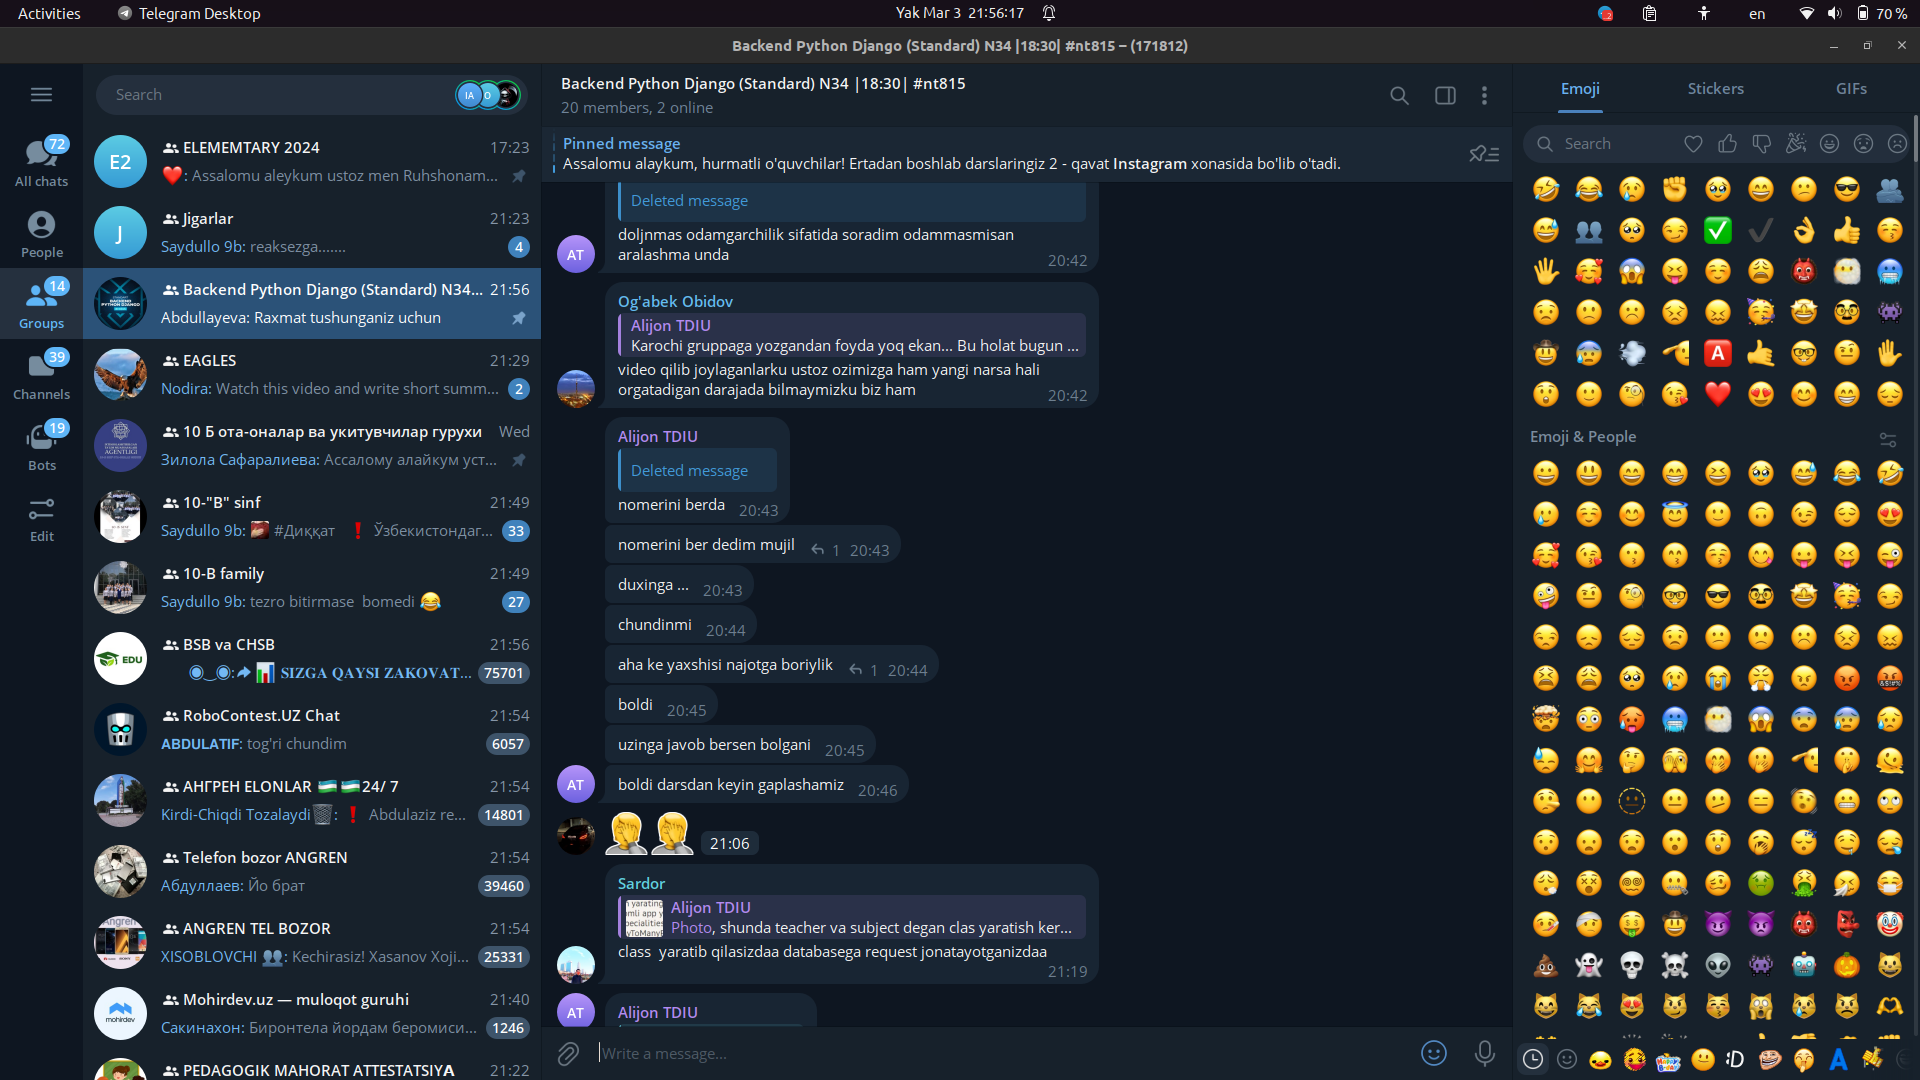 Activities
Telegram Desktop
Yak Mar 3 21:56:17
en
70 %
Backend Python Django (Standard) N34 |18:30| #nt815 – (171812)
72
All chats
People
14
Groups
39
Channels
19
Bots
Edit
Search
IA
O
E2
ELEMEMTARY 2024 17:23
❤️: Assalomu aleykum ustoz men Ruhshonam...
J
Jigarlar 21:23
Saydullo 9b: reaksezga....... 4
Backend Python Django (Standard) N34... 21:56
Abdullayeva: Raxmat tushunganiz uchun
EAGLES 21:29
Nodira: Watch this video and write short summ... 2
10 Б ота-оналар ва укитувчилар гурухи Wed
Зилола Сафаралиева: Ассалому алайкум уст...
10-"B" sinf 21:49
Saydullo 9b: #Диққат ❗ Ўзбекистондаг... 33
10-B family 21:49
Saydullo 9b: tezro bitirmase bomedi 😂 27
EDU
BSB va CHSB 21:56
◉‿◉: 📊 SIZGA QAYSI ZAKOVAT... 75701
RoboContest.UZ Chat 21:54
ABDULATIF: tog'ri chundim 6057
АНГРЕН ELONLAR 🇺🇿🇺🇿24/ 7 21:54
Kirdi-Chiqdi Tozalaydi🗑: ❗ Abdulaziz re... 14801
Telefon bozor ANGREN 21:54
Абдуллаев: Йо брат 39460
ANGREN TEL BOZOR 21:54
XISOBLOVCHI 👥: Kechirasiz! Xasanov Xoji... 25331
mohirdev
Mohirdev.uz — muloqot guruhi 21:40
Сакинахон: Биронтела йордам беромиси... 1246
PEDAGOGIK MAHORAT ATTESTATSIYA 21:22
Backend Python Django (Standard) N34 |18:30| #nt815
20 members, 2 online
Pinned message
Assalomu alaykum, hurmatli o'quvchilar! Ertadan boshlab darslaringiz 2 - qavat Instagram xonasida bo'lib o'tadi.
Deleted message
doljnmas odamgarchilik sifatida soradim odammasmisan
aralashma unda 20:42
AT
Og'abek Obidov
Alijon TDIU
Karochi gruppaga yozgandan foyda yoq ekan... Bu holat bugun ...
video qilib joylaganlarku ustoz ozimizga ham yangi narsa hali
orgatadigan darajada bilmaymizku biz ham 20:42
Alijon TDIU
Deleted message
nomerini berda 20:43
nomerini ber dedim mujil 1 20:43
duxinga ... 20:43
chundinmi 20:44
aha ke yaxshisi najotga boriylik 1 20:44
boldi 20:45
uzinga javob bersen bolgani 20:45
AT
boldi darsdan keyin gaplashamiz 20:46
21:06
Sardor
Alijon TDIU
Photo, shunda teacher va subject degan clas yaratish ker...
class yaratib qilasizdaa databasega request jonatayotganizdaa
21:19
AT
Alijon TDIU
Write a message...
Emoji
Stickers
GIFs
Search
Emoji & People